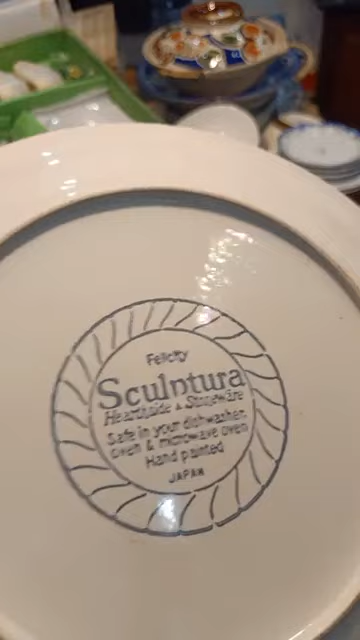 Felicity
Sculptura
Hearthside Stoneware
Safe in your dishwasher,
oven & microwave oven
Hand painted
JAPAN